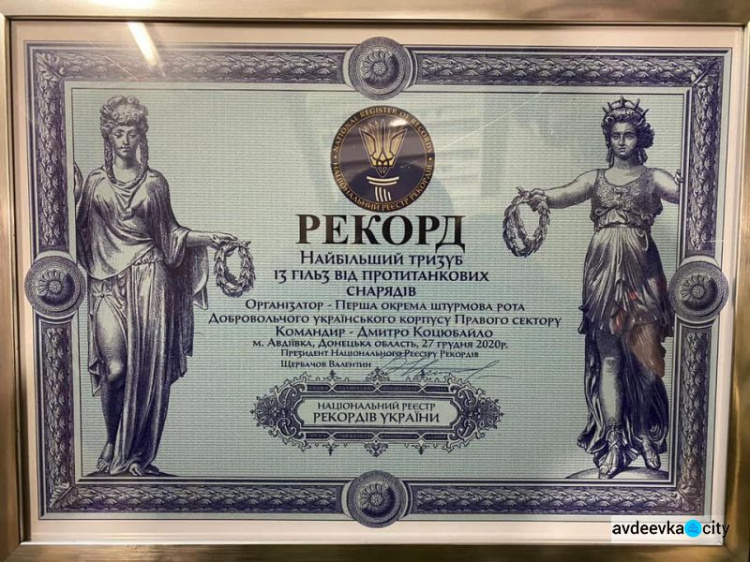 NATIONAL REGISTER OF RECORDS
НАЦІОНАЛЬНИЙ РЕЄСТР РЕКОРДІВ
РЕКОРД
Найбільший тризуб
із гільз від протитанкових
снарядів
Організатор - Перша окрема штурмова рота
Добровольчого українського корпусу Правого сектору
Командир - Дмитро Коцюбайло
м. Авдіївка, Донецька область, 27 грудня 2020р.
Президент Національного Реєстру Рекордів
Щербачов Валентин
НАЦІОНАЛЬНИЙ РЕЄСТР
РЕКОРДІВ УКРАЇНИ
avdeevka.city